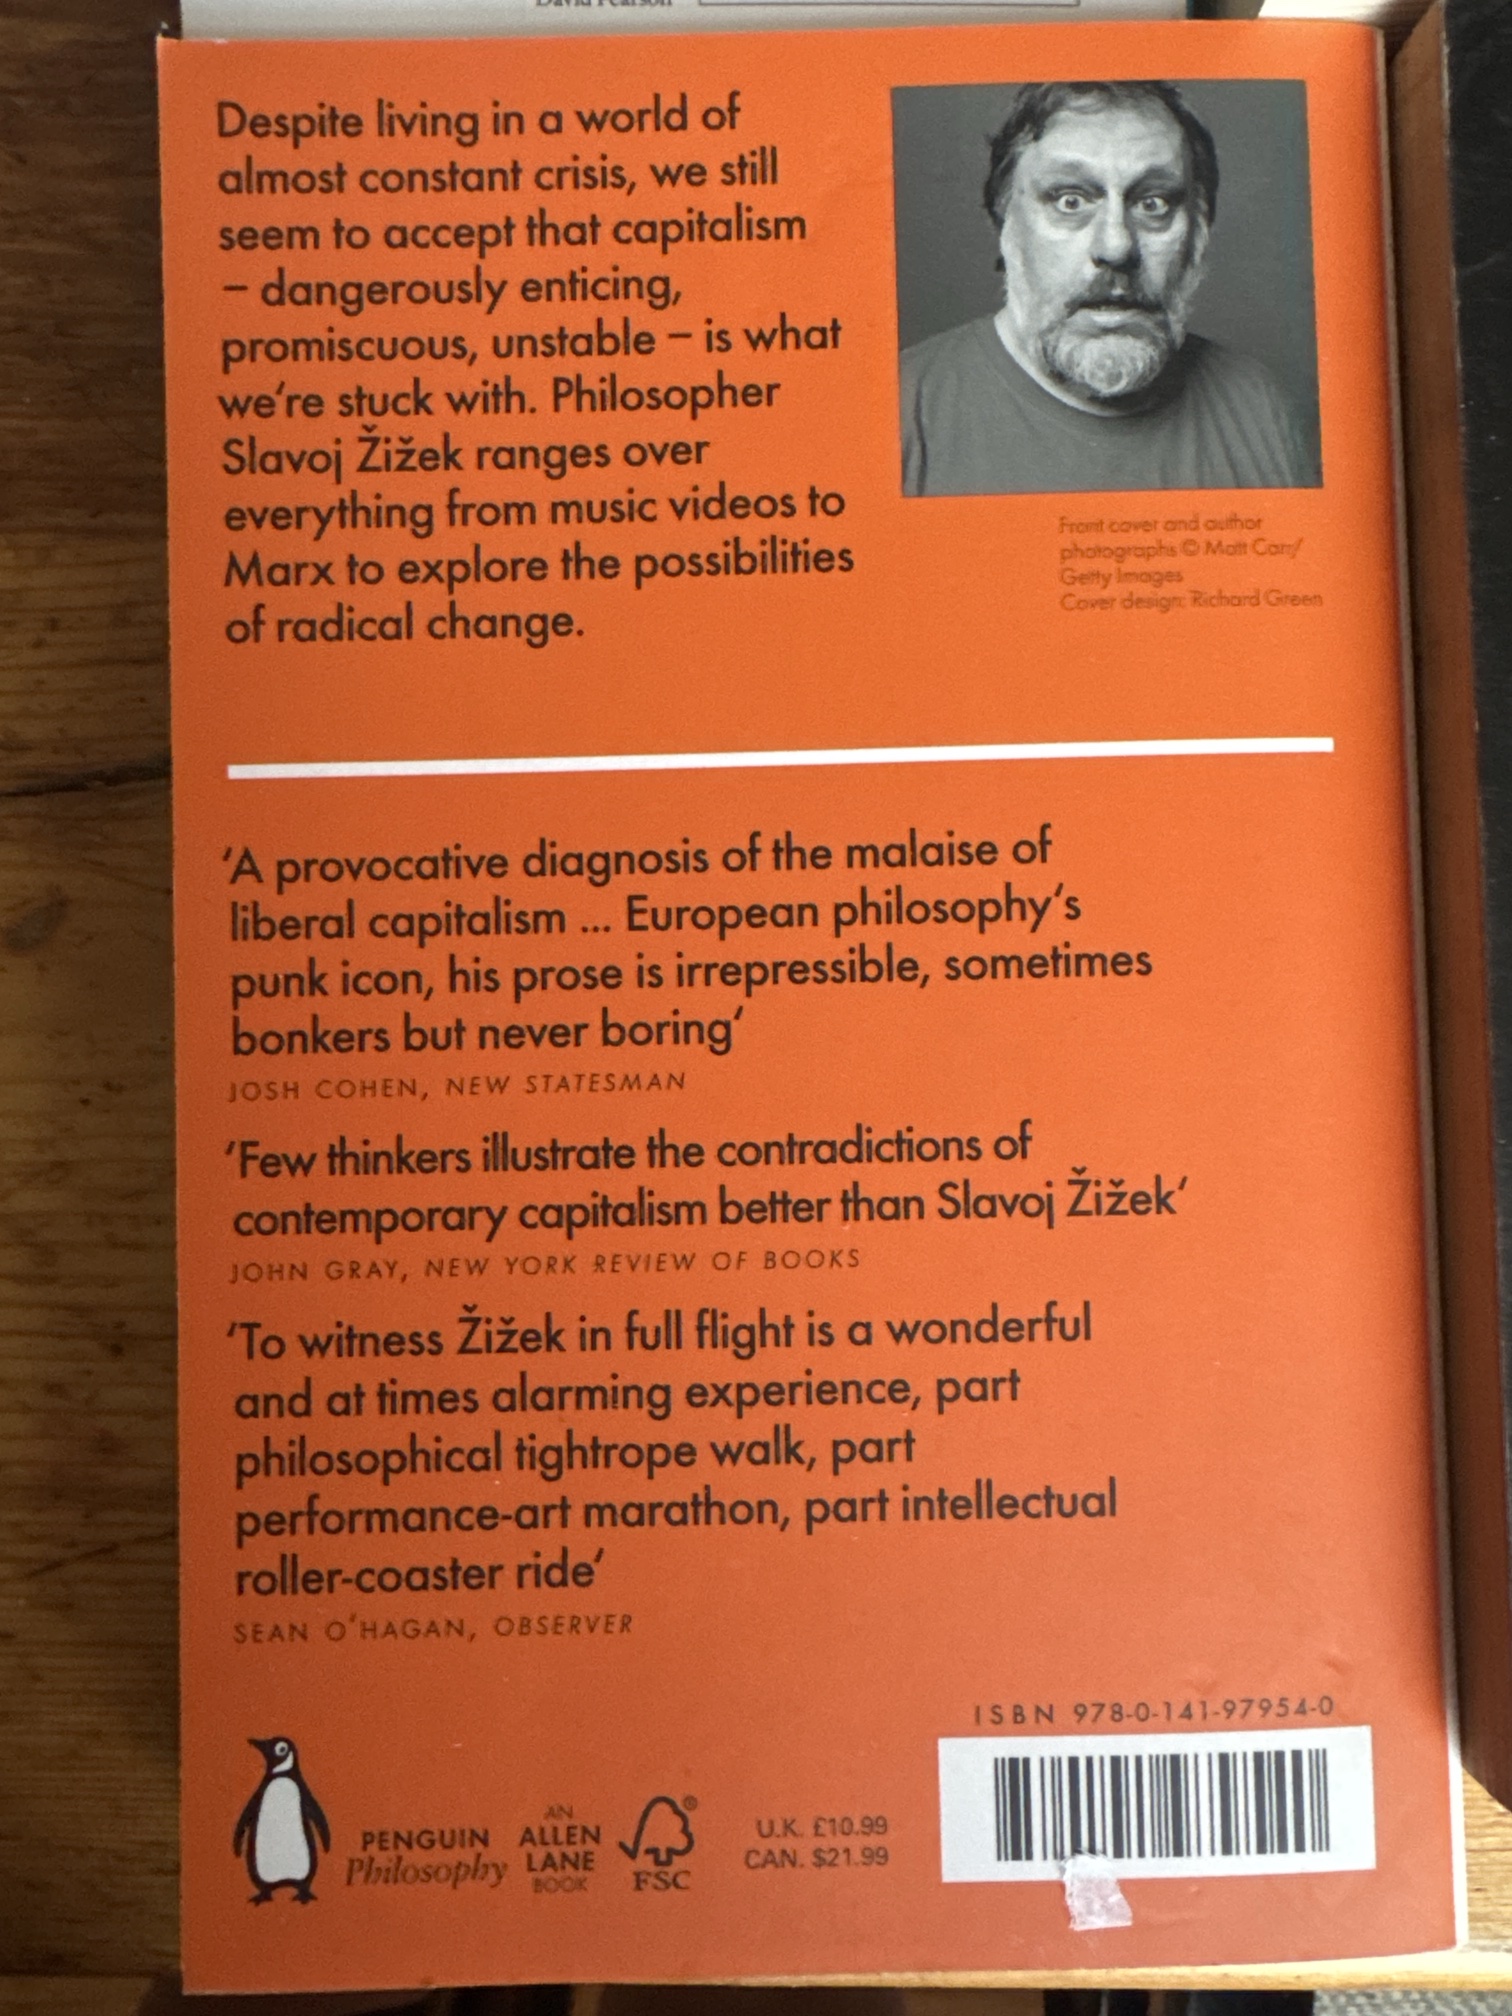 David Pearson
Despite living in a world of
almost constant crisis, we still
seem to accept that capitalism
– dangerously enticing,
promiscuous, unstable – is what
we're stuck with. Philosopher
Slavoj Žižek ranges over
everything from music videos to
Marx to explore the possibilities
of radical change.
Front cover and author
photographs © Matt Carr/
Getty Images
Cover design: Richard Green
'A provocative diagnosis of the malaise of
liberal capitalism ... European philosophy's
punk icon, his prose is irrepressible, sometimes
bonkers but never boring'
JOSH COHEN, NEW STATESMAN
'Few thinkers illustrate the contradictions of
contemporary capitalism better than Slavoj Žižek'
JOHN GRAY, NEW YORK REVIEW OF BOOKS
'To witness Žižek in full flight is a wonderful
and at times alarming experience, part
philosophical tightrope walk, part
performance-art marathon, part intellectual
roller-coaster ride'
SEAN O'HAGAN, OBSERVER
ISBN 978-0-141-97954-0
PENGUIN
Philosophy
AN
ALLEN
LANE
BOOK
®
FSC
U.K. £10.99
CAN. $21.99